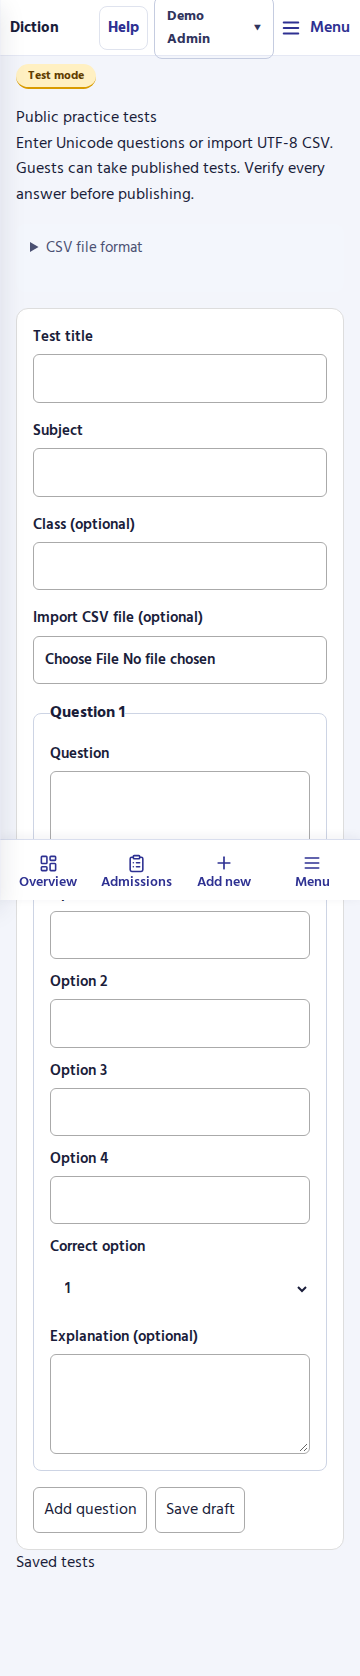 Diction
Help
Demo
Admin
Menu
Test mode
Public practice tests
Enter Unicode questions or import UTF-8 CSV.
Guests can take published tests. Verify every
answer before publishing.
CSV file format
Test title
Subject
Class (optional)
Import CSV file (optional)
Choose File No file chosen
Question 1
Question
Overview
Admissions
Add new
Menu
Option 2
Option 3
Option 4
Correct option
1
Explanation (optional)
Add question
Save draft
Saved tests